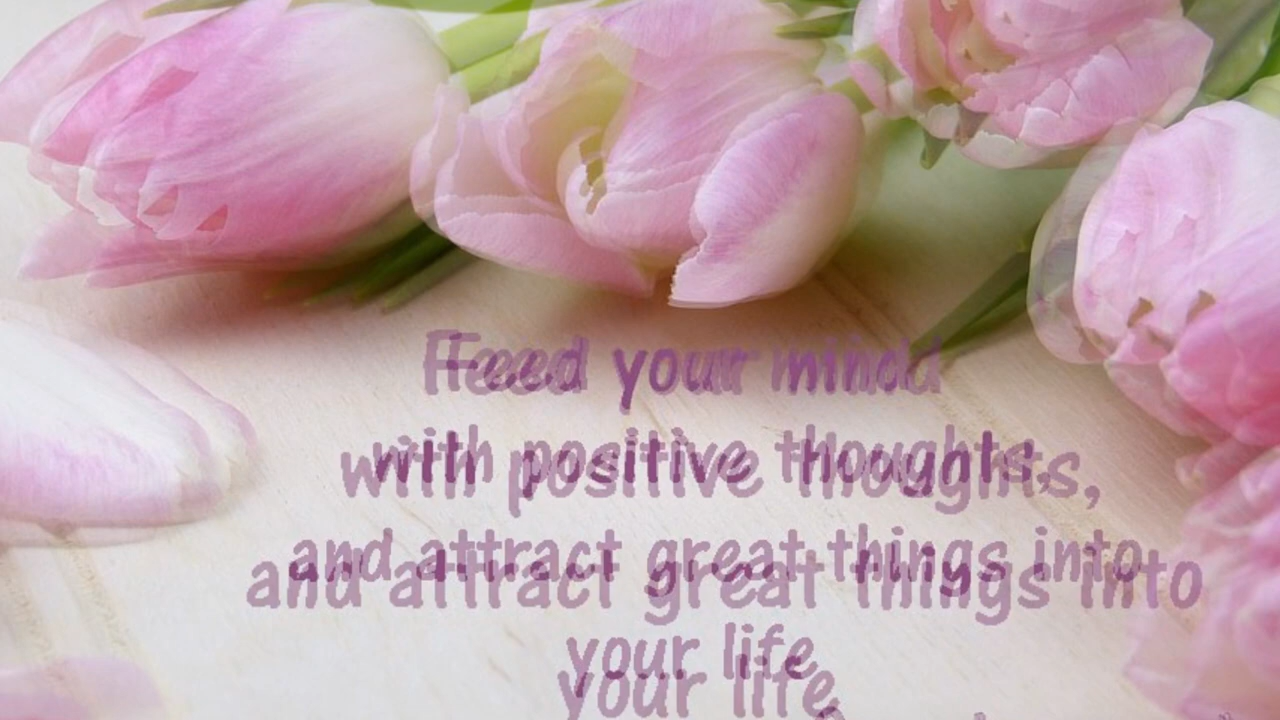 Feed your mind
with positive thoughts,
and attract great things into
your life